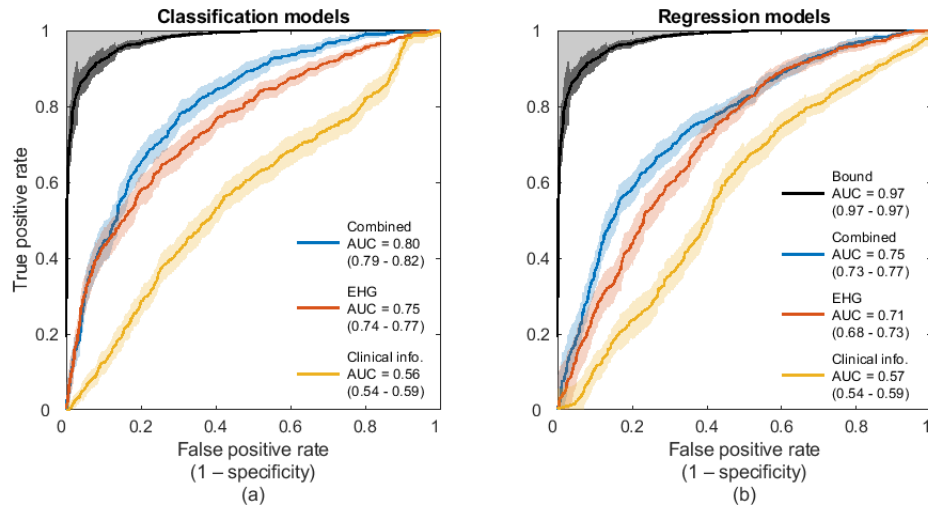 Classification models
True positive rate
1
0.8
0.6
0.4
0.2
0
Combined
AUC = 0.80
(0.79 - 0.82)
EHG
AUC = 0.75
(0.74 - 0.77)
Clinical info.
AUC = 0.56
(0.54 - 0.59)
0 0.2 0.4 0.6 0.8 1
False positive rate
(1 – specificity)
(a)
Regression models
1
0.8
0.6
0.4
0.2
0
Bound
AUC = 0.97
(0.97 - 0.97)
Combined
AUC = 0.75
(0.73 - 0.77)
EHG
AUC = 0.71
(0.68 - 0.73)
Clinical info.
AUC = 0.57
(0.54 - 0.59)
0 0.2 0.4 0.6 0.8 1
False positive rate
(1 – specificity)
(b)